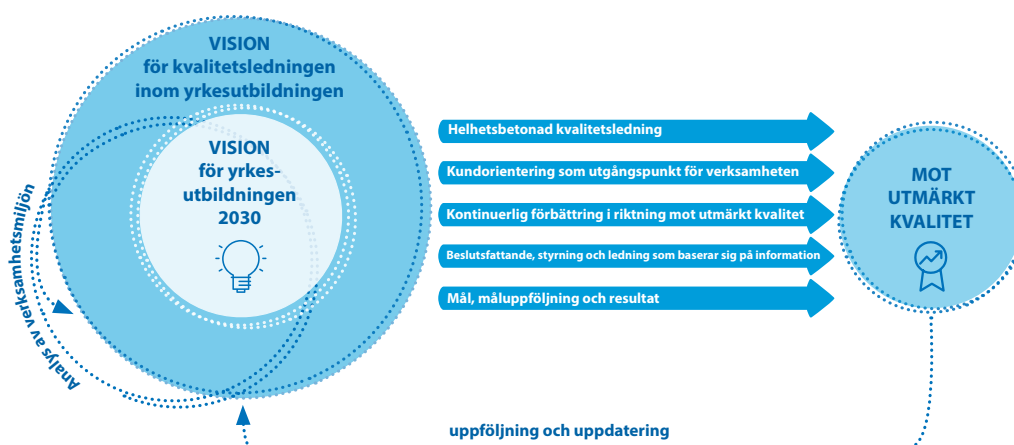 VISION
för kvalitetsledningen
inom yrkesutbildningen
VISION
för yrkes-
utbildningen
2030
Analys av verksamhetsmiljön
Helhetsbetonad kvalitetsledning
Kundorientering som utgångspunkt för verksamheten
Kontinuerlig förbättring i riktning mot utmärkt kvalitet
Beslutsfattande, styrning och ledning som baserar sig på information
Mål, måluppföljning och resultat
MOT
UTMÄRKT
KVALITET
uppföljning och uppdatering